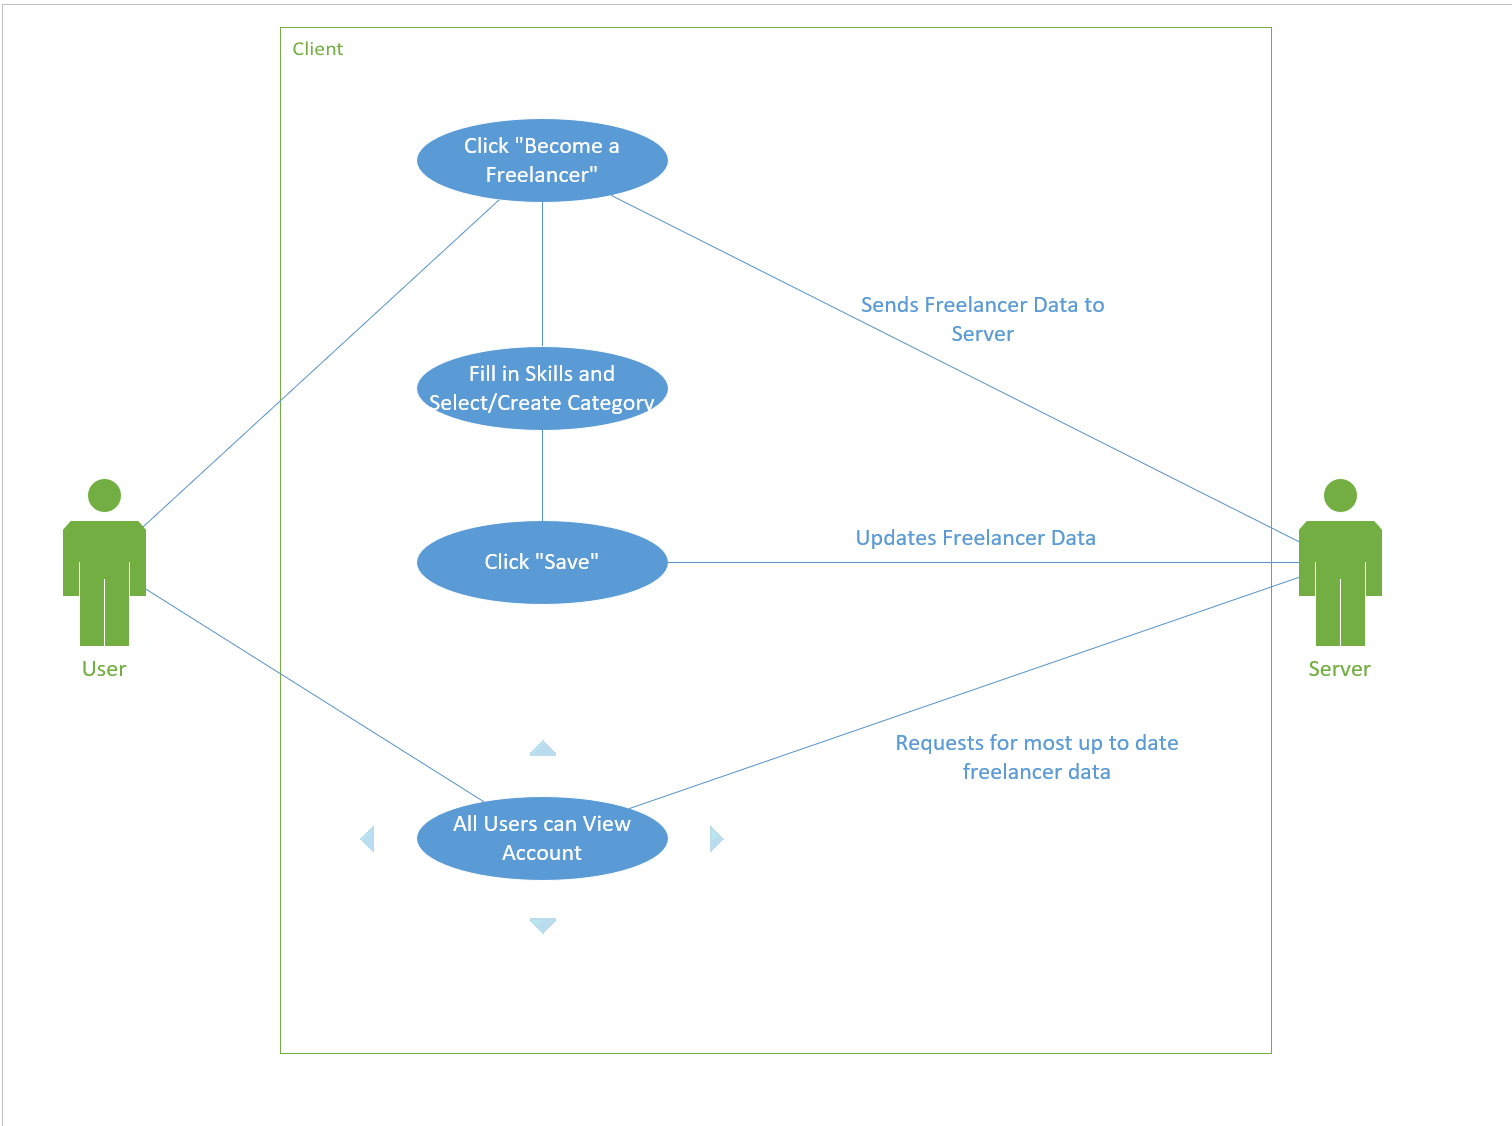 Client
Click "Become a
Freelancer"
Sends Freelancer Data to
Server
Fill in Skills and
Select/Create Category
Updates Freelancer Data
Click "Save"
User
Server
Requests for most up to date
freelancer data
All Users can View
Account